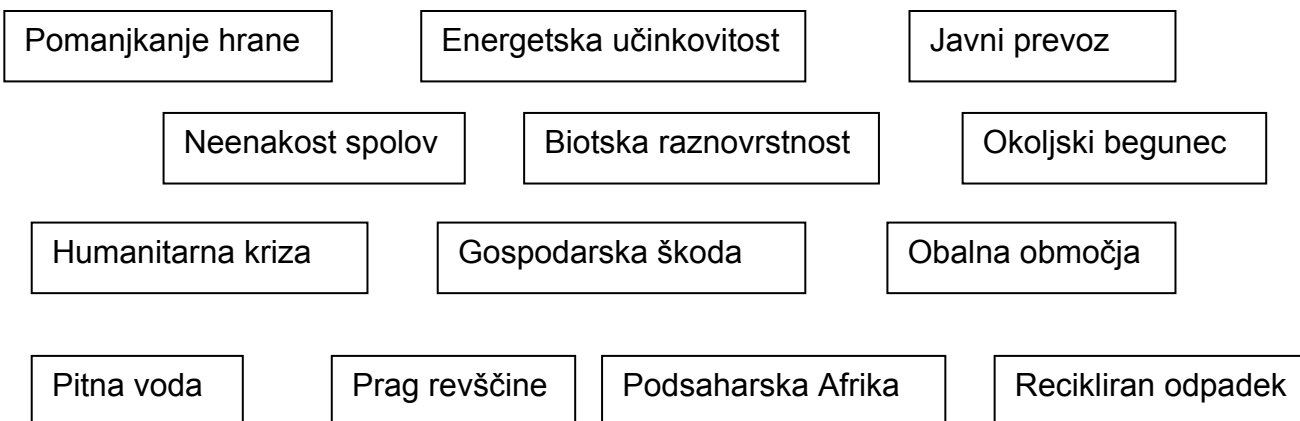 Pomanjkanje hrane
Energetska učinkovitost
Javni prevoz
Neenakost spolov
Biotska raznovrstnost
Okoljski begunec
Humanitarna kriza
Gospodarska škoda
Obalna območja
Pitna voda
Prag revščine
Podsaharska Afrika
Recikliran odpadek